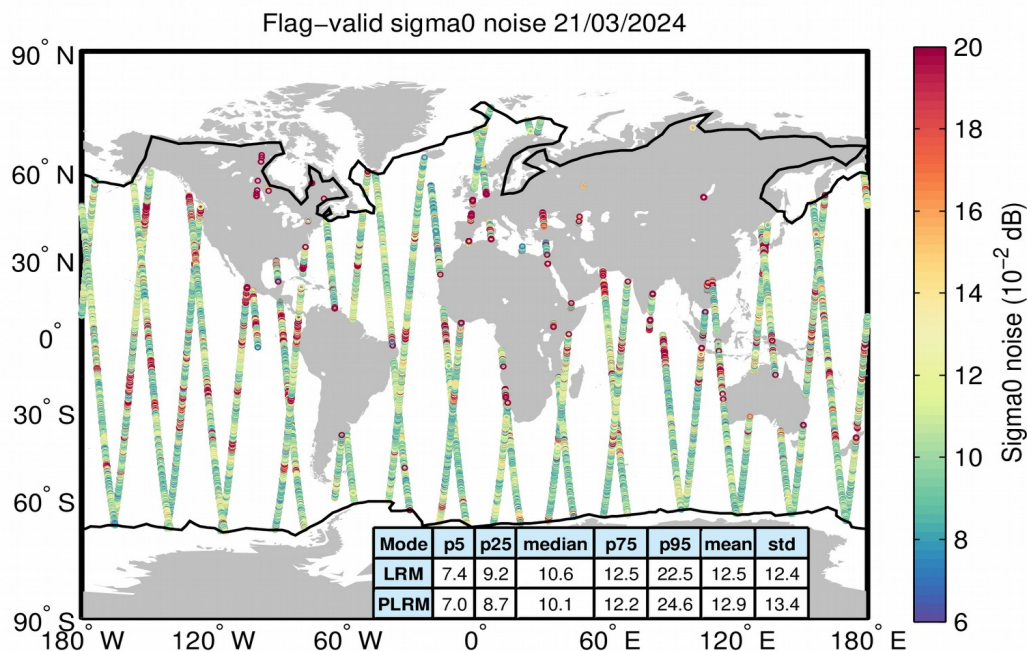 Flag−valid sigma0 noise 21/03/2024
90° N
60° N
30° N
0°
30° S
60° S
90° S
180° W
120° W
60° W
0°
60° E
120° E
180° E
Mode p5 p25 median p75 p95 mean std
LRM 7.4 9.2 10.6 12.5 22.5 12.5 12.4
PLRM 7.0 8.7 10.1 12.2 24.6 12.9 13.4
20
18
16
14
12
10
8
6
Sigma0 noise (10⁻² dB)